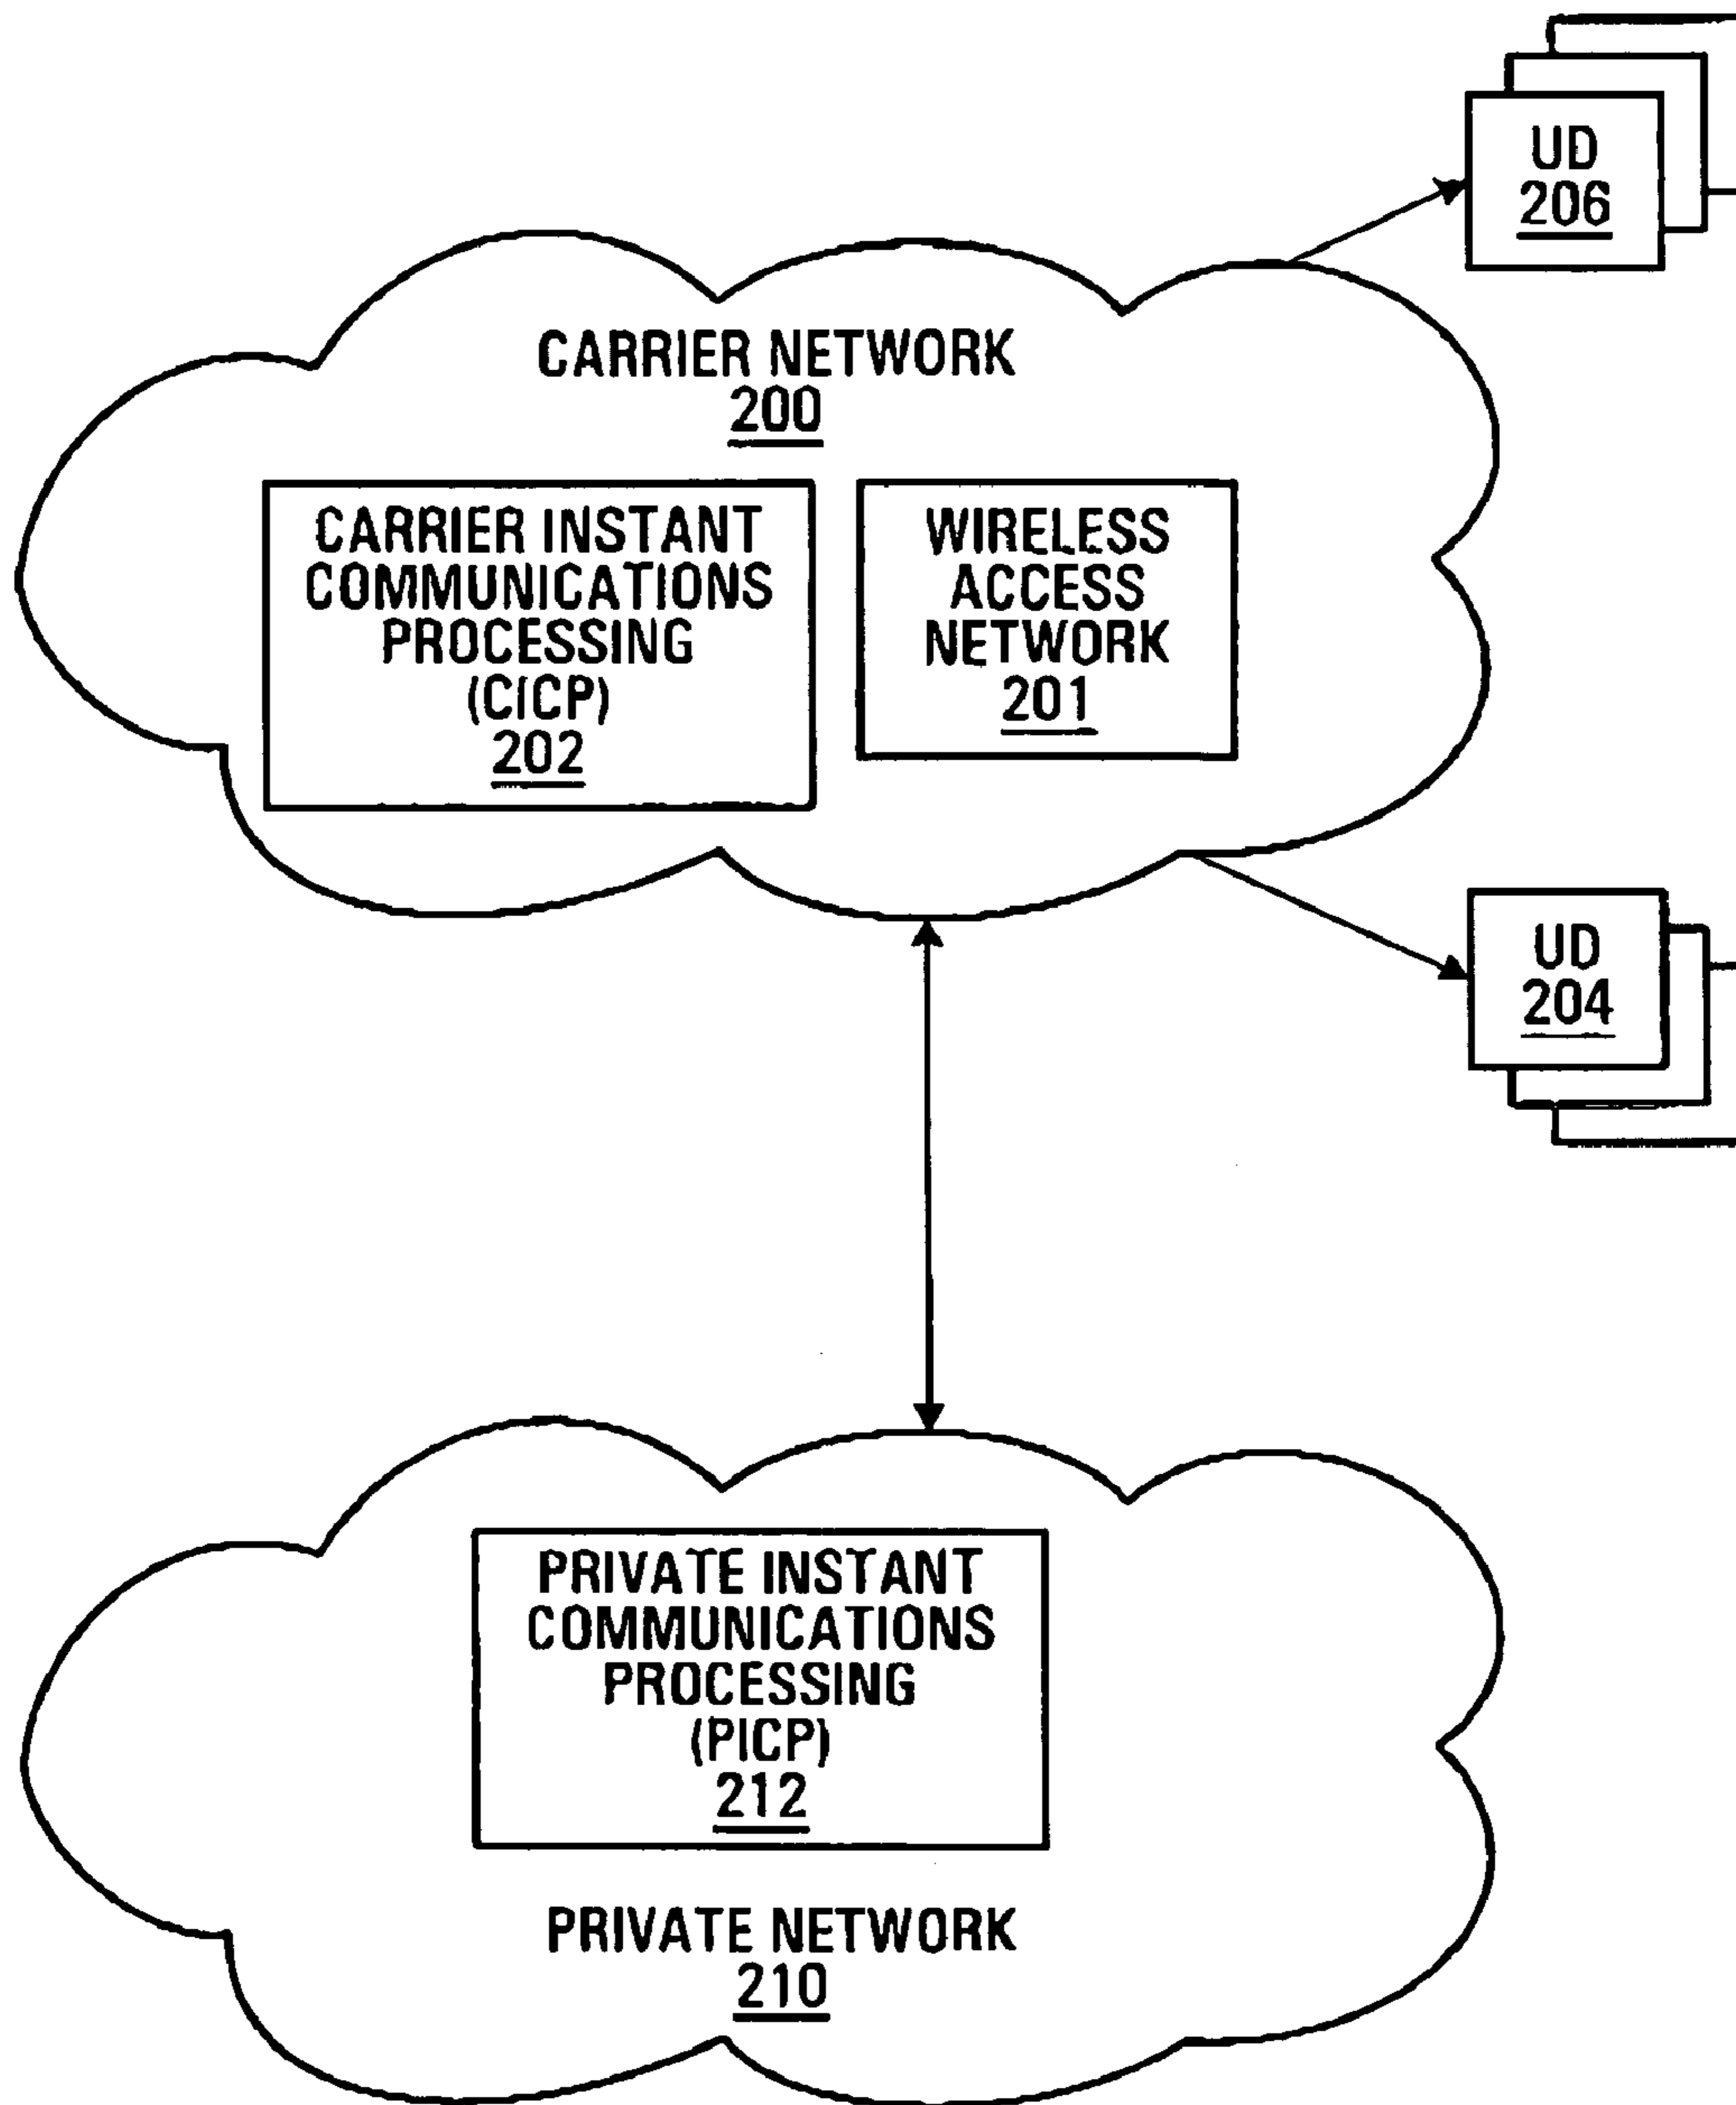 UD
206
CARRIER NETWORK
200
CARRIER INSTANT
COMMUNICATIONS
PROCESSING
(CICP)
202
WIRELESS
ACCESS
NETWORK
201
UD
204
PRIVATE INSTANT
COMMUNICATIONS
PROCESSING
(PICP)
212
PRIVATE NETWORK
210